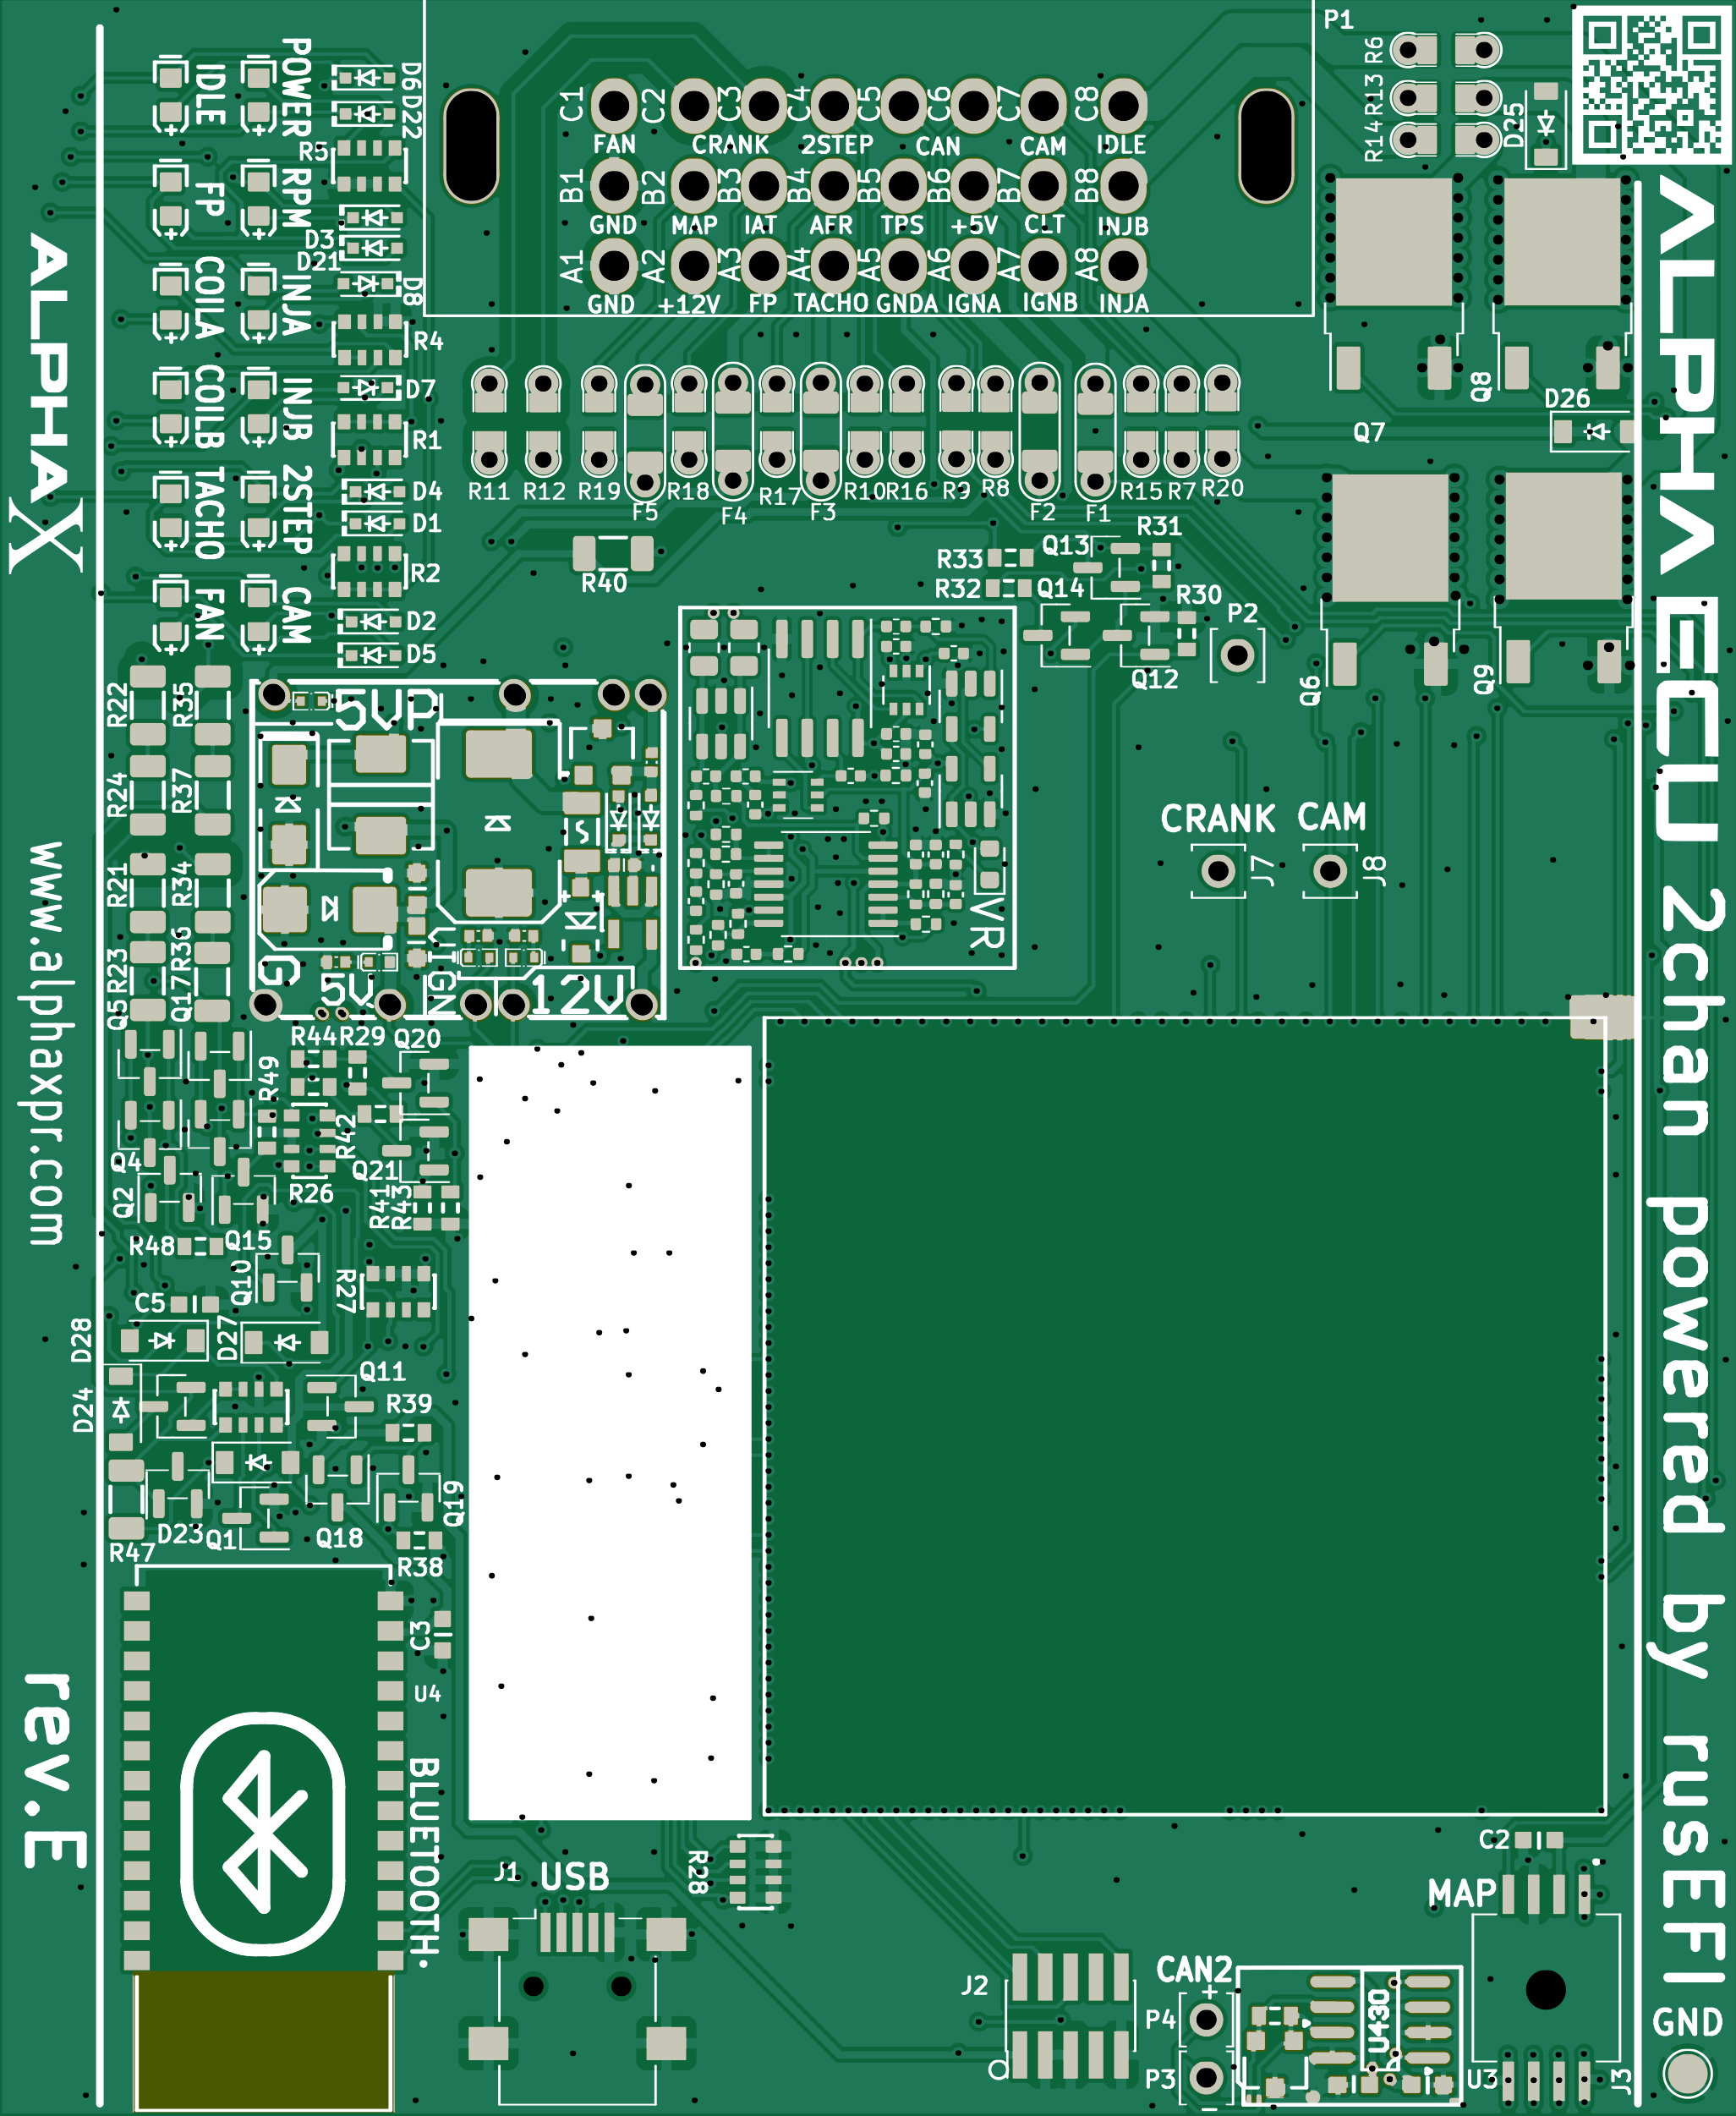 P1
R6
R13
R14
D25
C1 C2 C3 C4 C5 C6 C7 C8
FAN CRANK 2STEP CAN CAM IDLE
B1 B2 B3 B4 B5 B6 B7 B8
GND MAP IAT AFR TPS +5V CLT INJB
A1 A2 A3 A4 A5 A6 A7 A8
GND +12V FP TACHO GNDA IGNA IGNB INJA
IDLE POWER D6 D22
R5
FP RPM
D3
D21
COILA INJA D8
R4
COILB INJB D7
R1
TACHO 2STEP D4
D1
R2
FAN CAM D2
D5
ALPHAX
www.alphaxpr.com
rev.E
ALPHA ECU 2chan powered by rusEFI
R11 R12 R19 F5 R18 F4 R17 F3 R10 R16 R9 R8 F2 F1 R15 R7 R20
Q7 Q8 D26
R40
R33
R32
Q13 R31
Q14 R30
Q12
P2
Q6 Q9
R22 R35
R24 R37
R21 R34
R23 R36
Q5 Q17
5VP
G 5V VIGN 12V
VR
CRANK CAM
J7 J8
R44 R29 Q20
R49 R42
Q4 Q21
Q2 R26 R41 R43
R48 Q15
Q10 R27
C5
D28 D27
Q11
D24 R39
D23 Q1 Q18 Q19
R47 R38
C3
U4
BLUETOOTH
J1 USB
R28
C2
MAP
J2
CAN2
+
P4
P3
-
U430
U3 J3
GND